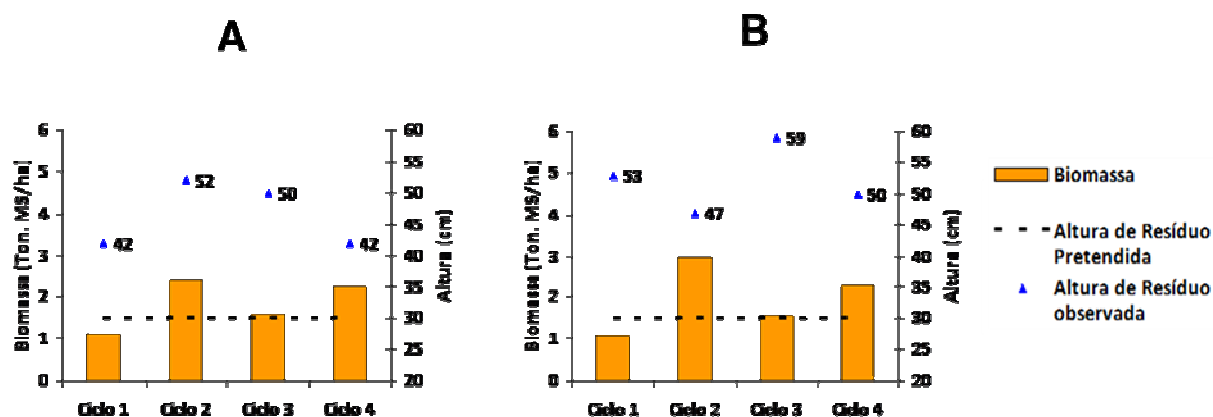 A
B
Biomassa (Ton. MS/ha)
6
5
4
3
2
1
0
42
52
50
42
60
55
50
45
40
35
30
25
20
Altura (cm)
Ciclo 1
Ciclo 2
Ciclo 3
Ciclo 4
Biomassa (Ton. MS/ha)
6
5
4
3
2
1
0
53
47
59
50
60
55
50
45
40
35
30
25
20
Altura (cm)
Ciclo 1
Ciclo 2
Ciclo 3
Ciclo 4
Biomassa
Altura de Resíduo
Pretendida
Altura de Resíduo
observada